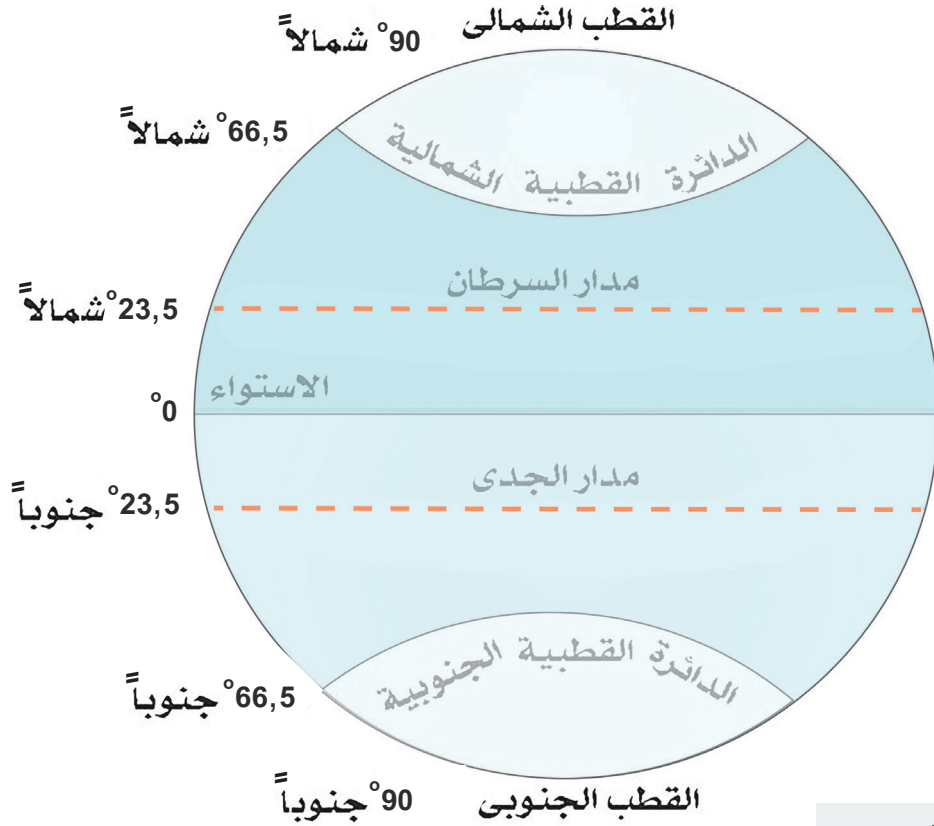 القطب الشمالى
°90 شمالاً
°66,5 شمالاً
الدائرة القطبية الشمالية
مدار السرطان
°23,5 شمالاً
الاستواء
°0
مدار الجدى
°23,5 جنوباً
الدائرة القطبية الجنوبية
°66,5 جنوباً
القطب الجنوبى
°90 جنوباً